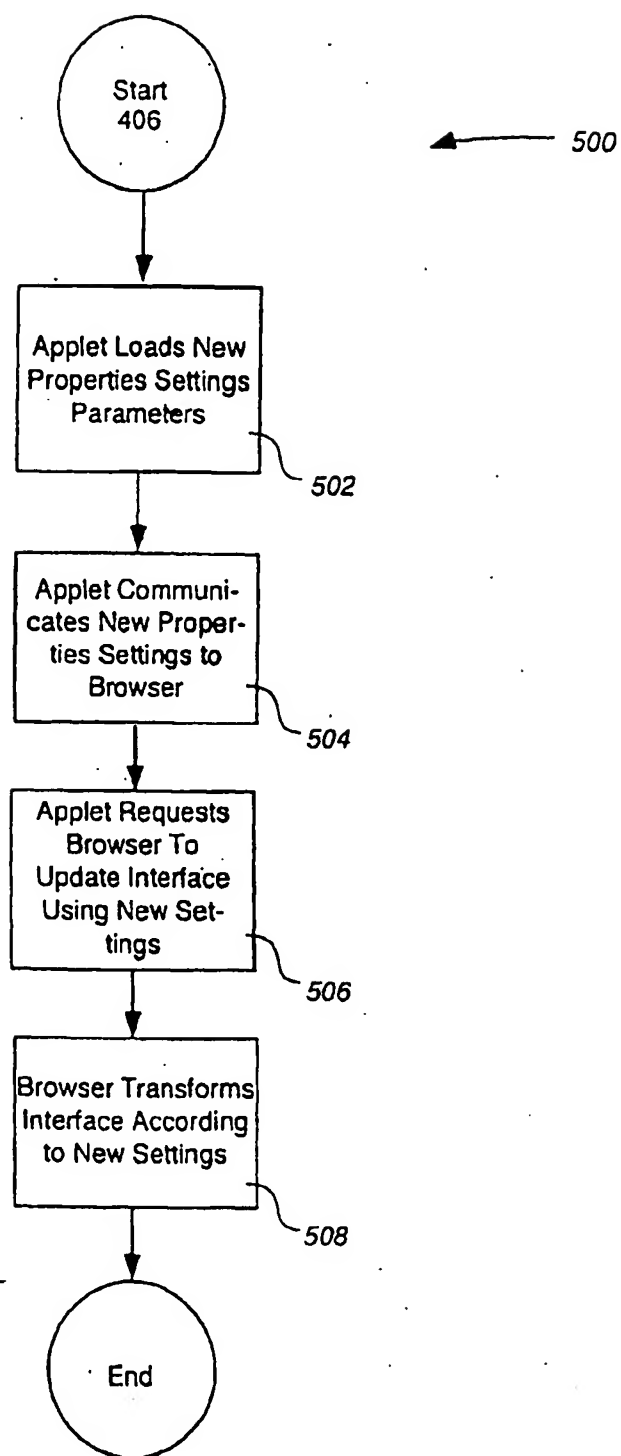 Start
406
500
Applet Loads New
Properties Settings
Parameters
502
Applet Communi-
cates New Proper-
ties Settings to
Browser
504
Applet Requests
Browser To
Update Interface
Using New Set-
tings
506
Browser Transforms
Interface According
to New Settings
508
End